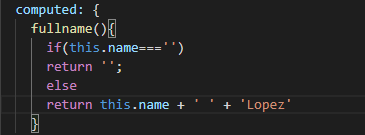 computed: {
fullname(){
if(this.name==='')
return '';
else
return this.name + ' ' + 'Lopez'
}